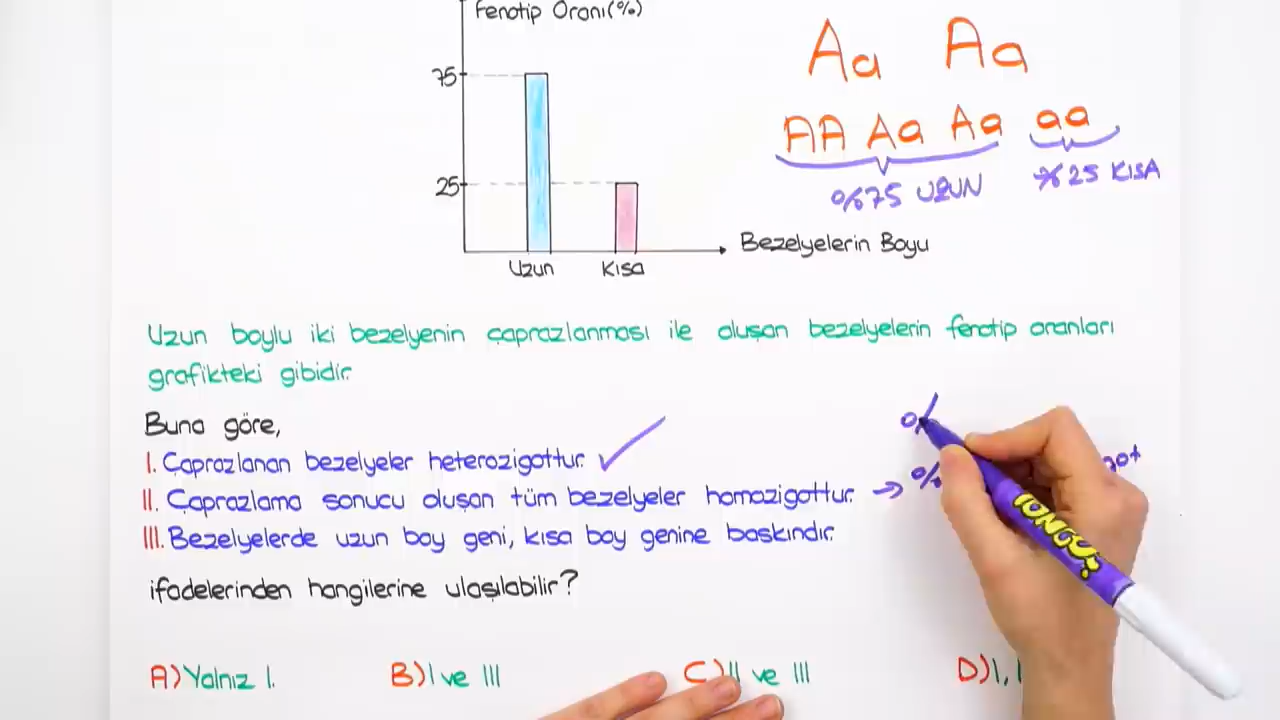 Fenotip Oranı(%)
Aa Aa
75
AA Aa Aa aa
%75 UZUN
%25 KISA
25
Bezelyelerin Boyu
Uzun Kısa
Uzun boylu iki bezelyenin çaprazlanması ile oluşan bezelyelerin fenotip oranları
grafikteki gibidir.
Buna göre,
%
I. Çaprazlanan bezelyeler heterozigottur.
II. Çaprazlama sonucu oluşan tüm bezelyeler homozigottur. → %
III. Bezelyelerde uzun boy geni, kısa boy genine baskındır.
ifadelerinden hangilerine ulaşılabilir?
TONGUÇ
A) Yalnız I. B) I ve III C) II ve III D) I, I